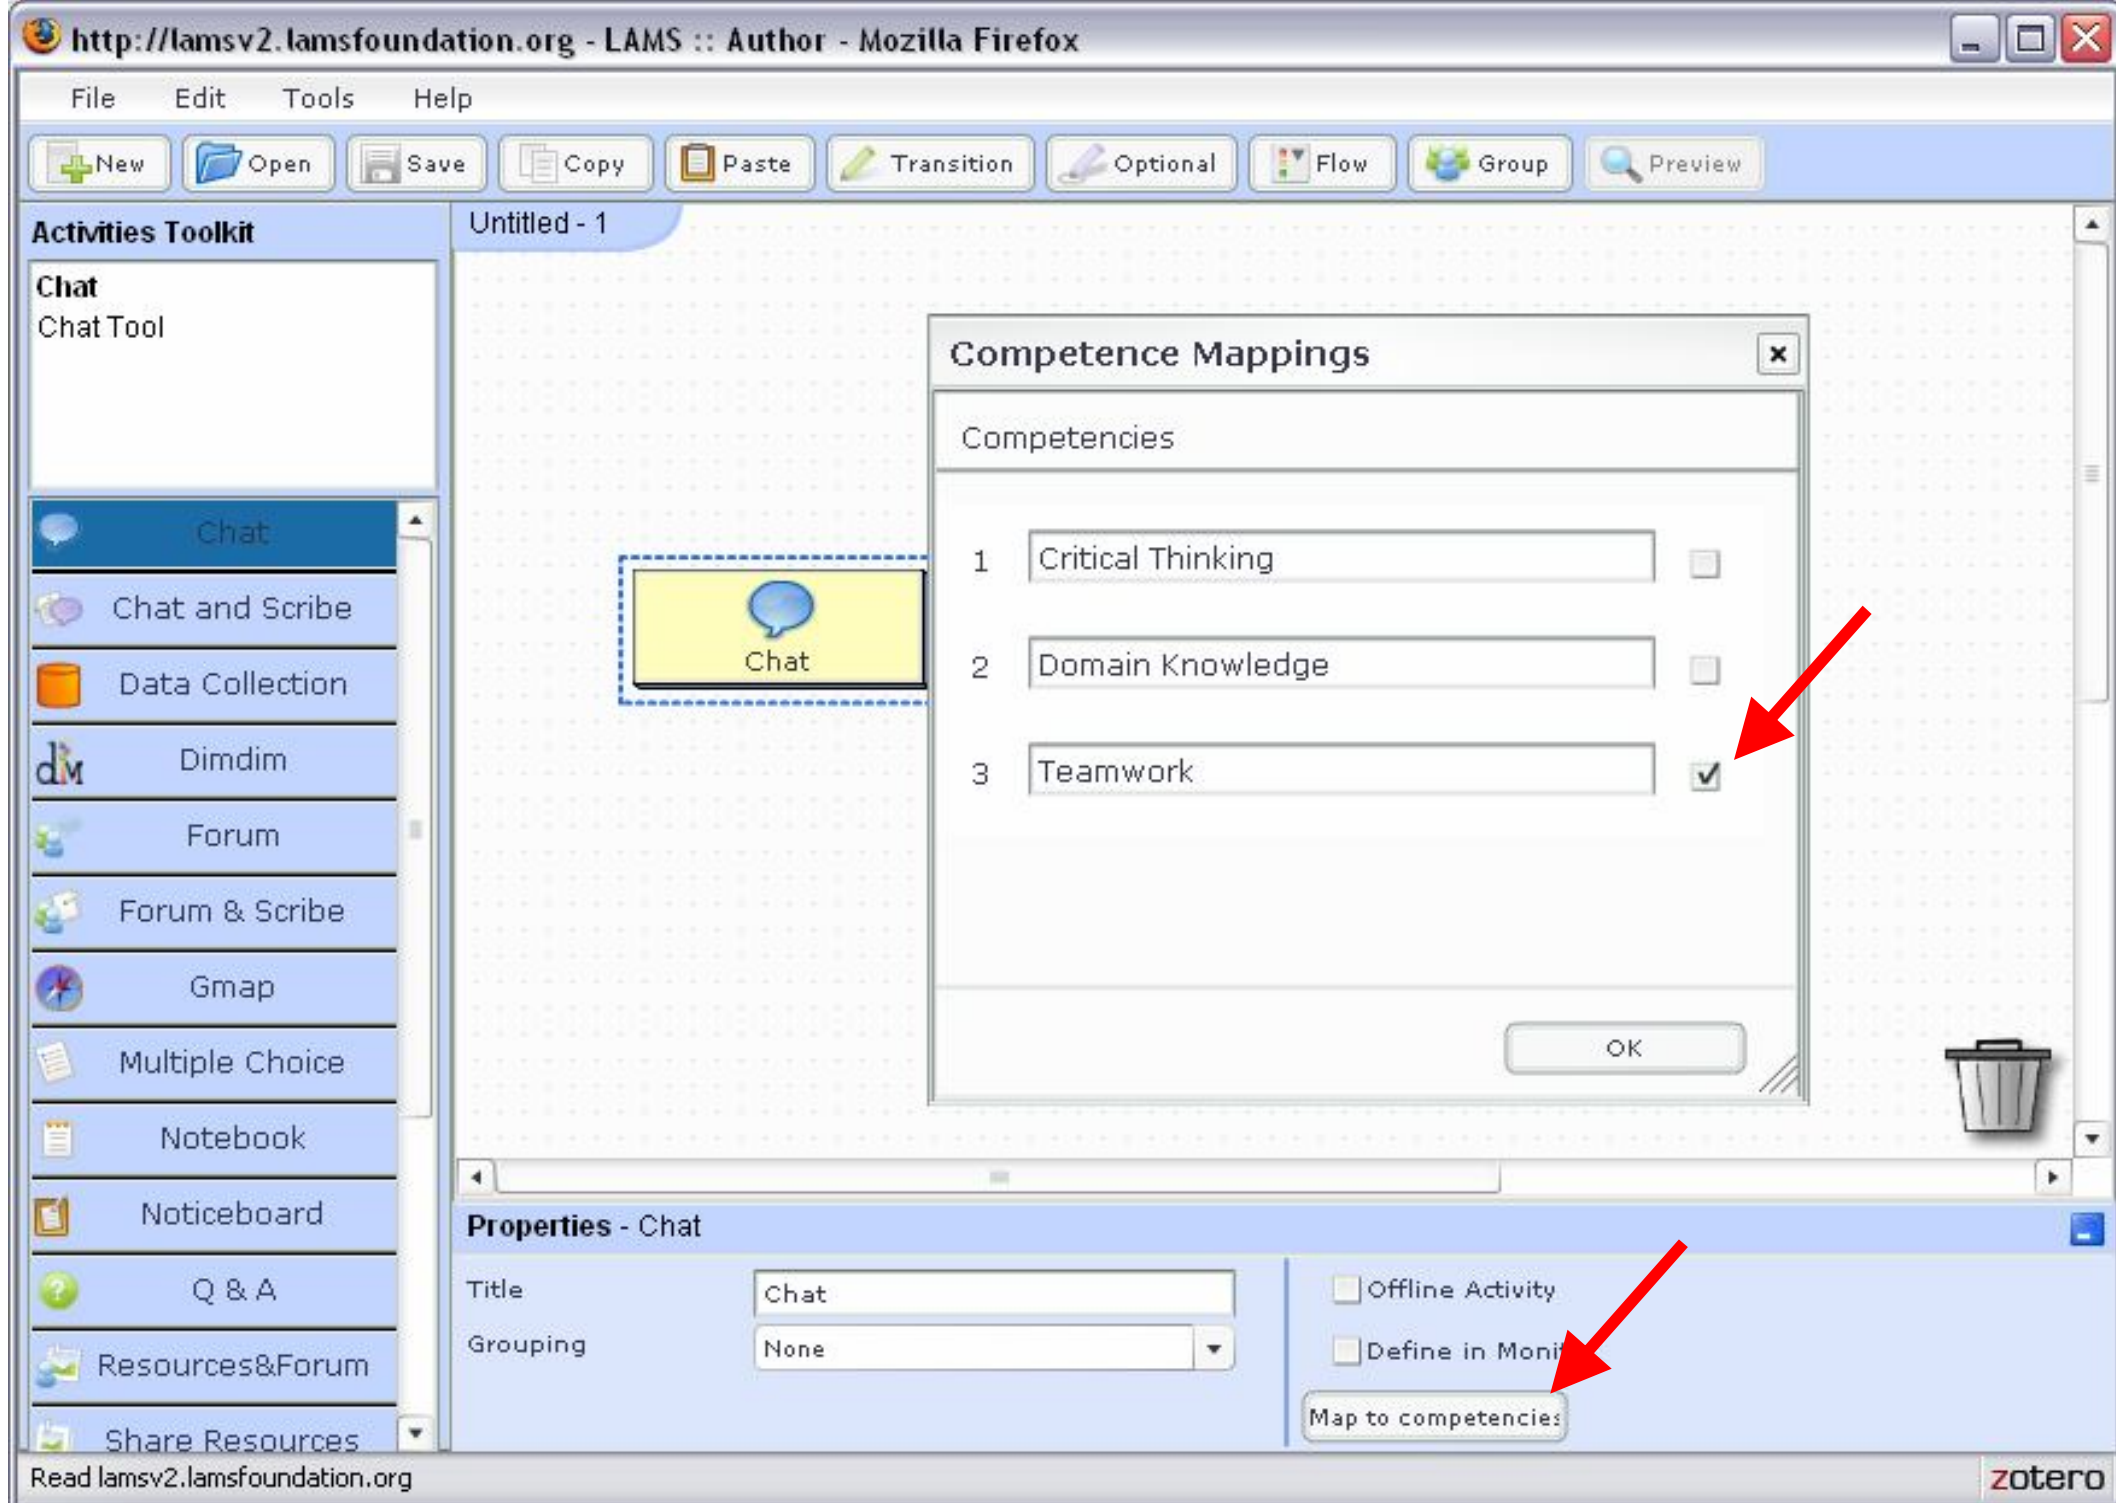 http://lamsv2.lamsfoundation.org - LAMS :: Author - Mozilla Firefox
File Edit Tools Help
New Open Save Copy Paste Transition Optional Flow Group Preview
Activities Toolkit
Chat
Chat Tool
Chat
Chat and Scribe
Data Collection
dim Dimdim
Forum
Forum & Scribe
Gmap
Multiple Choice
Notebook
Noticeboard
Q & A
Resources&Forum
Share Resources
Untitled - 1
Chat
Competence Mappings
Competencies
1 Critical Thinking
2 Domain Knowledge
3 Teamwork
OK
Properties - Chat
Title Chat
Grouping None
Offline Activity
Define in Moni
Map to competencies
Read lamsv2.lamsfoundation.org
zotero